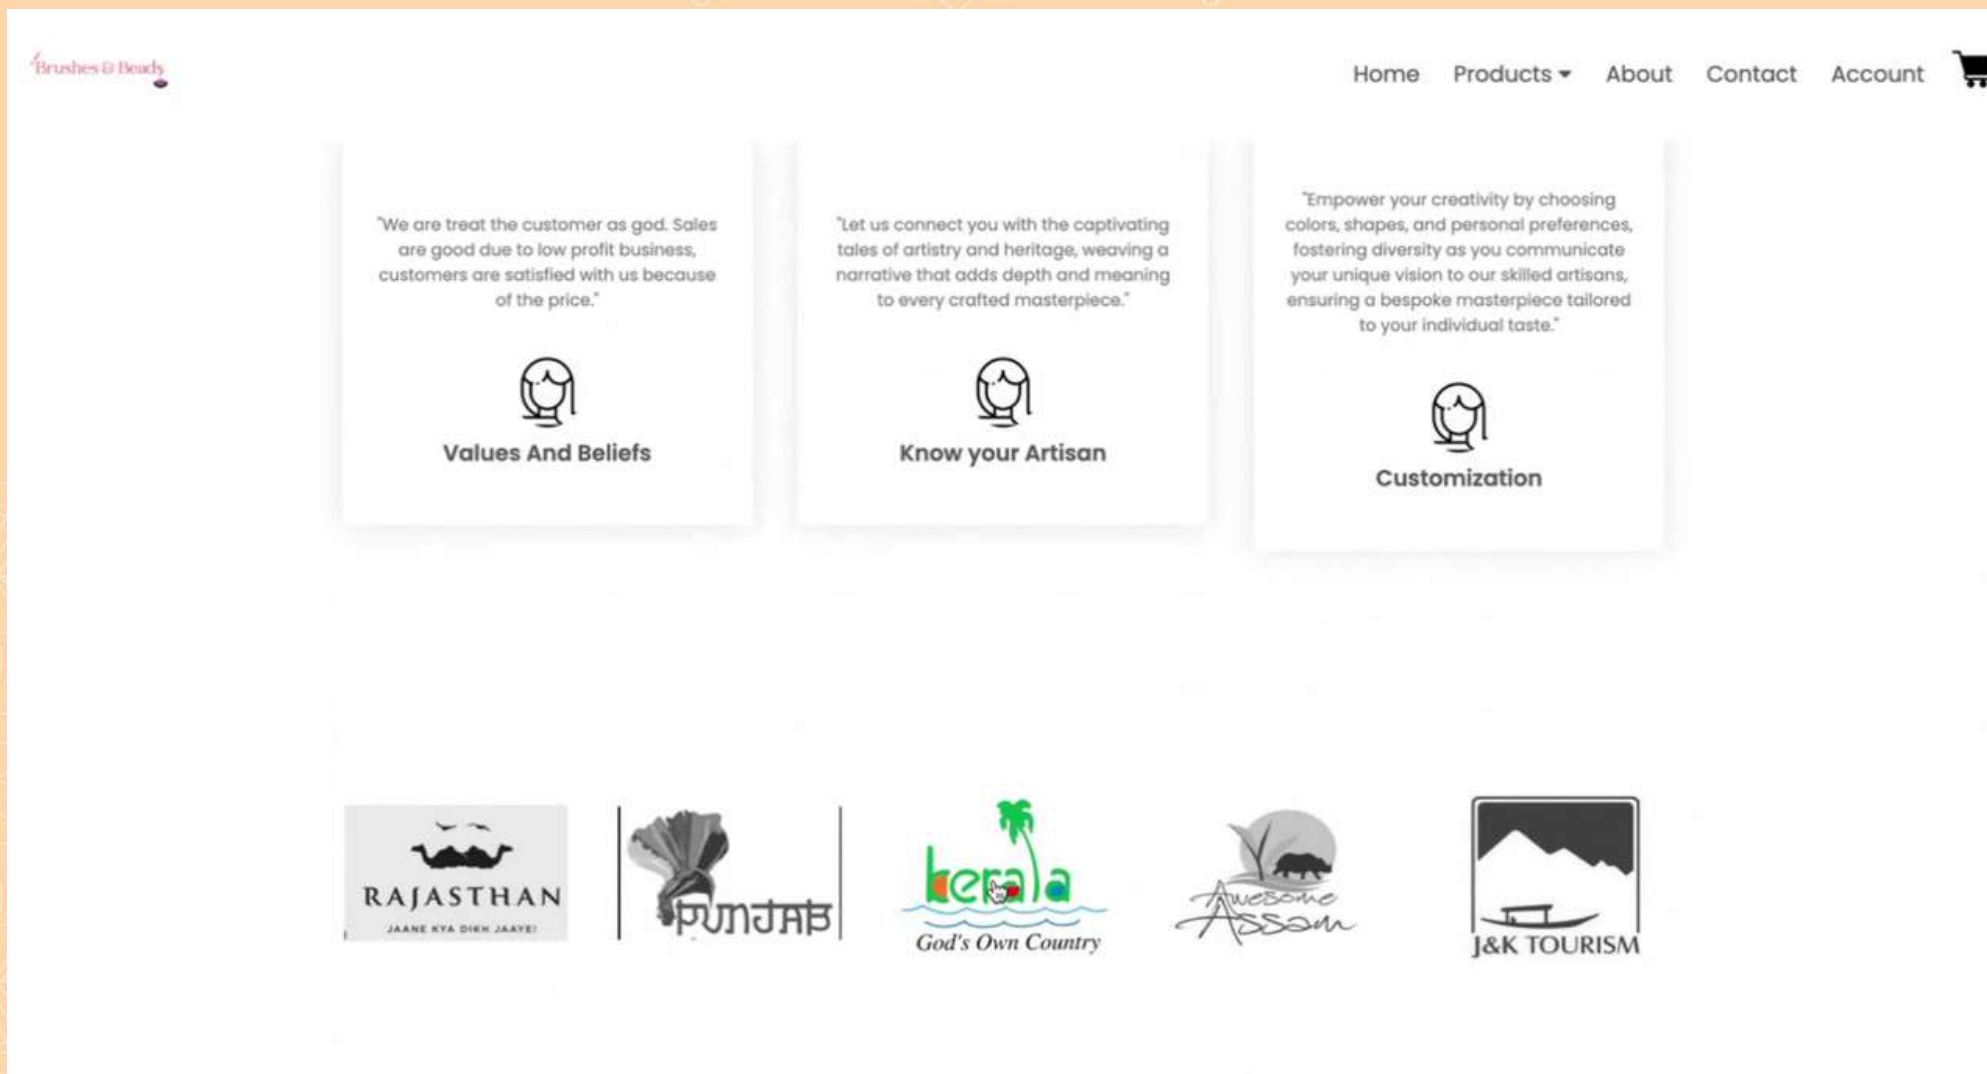 Brushes & Beads
Home Products About Contact Account
"We are treat the customer as god. Sales
are good due to low profit business,
customers are satisfied with us because
of the price."
Values And Beliefs
"Let us connect you with the captivating
tales of artistry and heritage, weaving a
narrative that adds depth and meaning
to every crafted masterpiece."
Know your Artisan
"Empower your creativity by choosing
colors, shapes, and personal preferences,
fostering diversity as you communicate
your unique vision to our skilled artisans,
ensuring a bespoke masterpiece tailored
to your individual taste."
Customization
RAJASTHAN
JAANE KYA DIKH JAAYE!
PUNJAB
kerala
God's Own Country
Awesome
Assam
J&K TOURISM